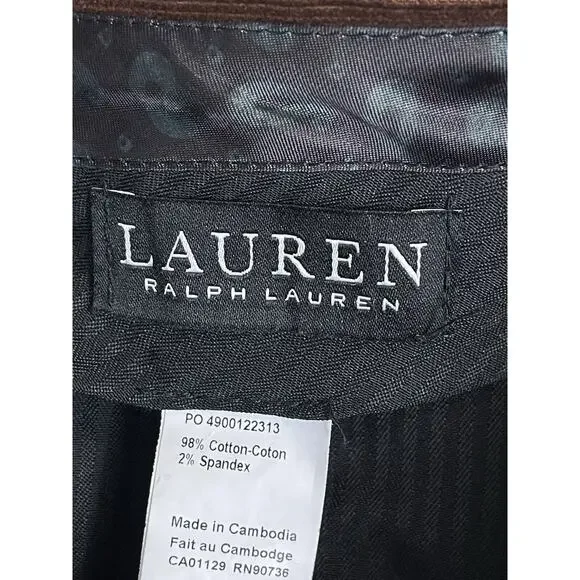 LAUREN
RALPH LAUREN
PO 4900122313
98% Cotton-Coton
2% Spandex
Made in Cambodia
Fait au Cambodge
CA01129 RN90736